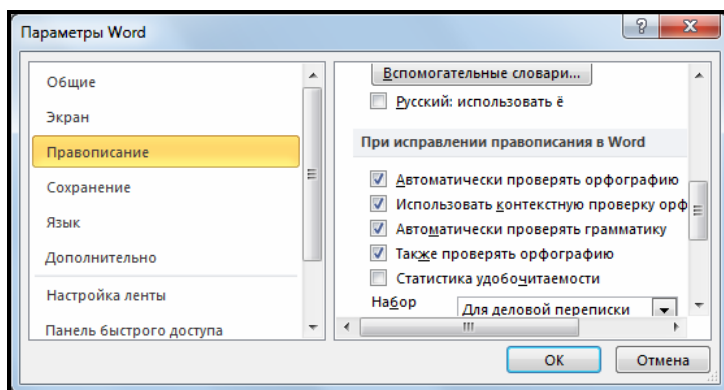 Параметры Word
Общие
Экран
Правописание
Сохранение
Язык
Дополнительно
Настройка ленты
Панель быстрого доступа
Вспомогательные словари...
Русский: использовать ё
При исправлении правописания в Word
Автоматически проверять орфографию
Использовать контекстную проверку орф
Автоматически проверять грамматику
Также проверять орфографию
Статистика удобочитаемости
Набор Для деловой переписки
ОК Отмена